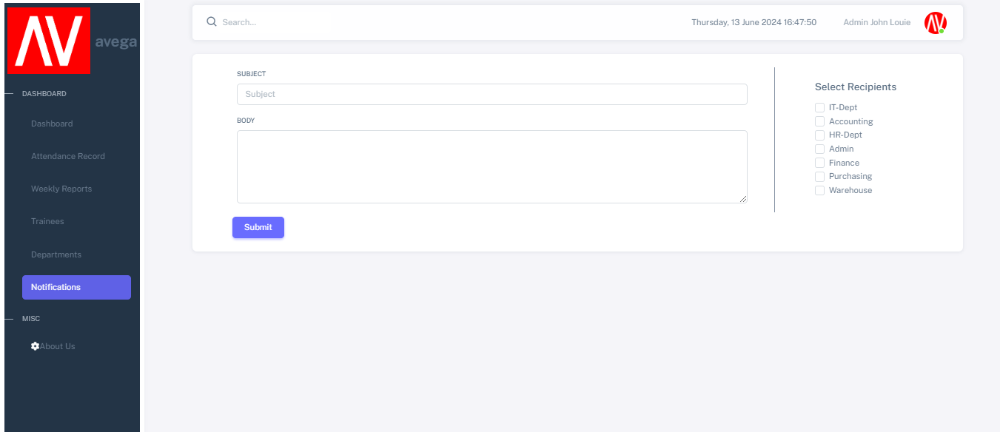 AV avega
DASHBOARD
Dashboard
Attendance Record
Weekly Reports
Trainees
Departments
Notifications
MISC
About Us
Search...
Thursday, 13 June 2024 16:47:50
Admin John Louie
AV
SUBJECT
Subject
BODY
Submit
Select Recipients
IT-Dept
Accounting
HR-Dept
Admin
Finance
Purchasing
Warehouse